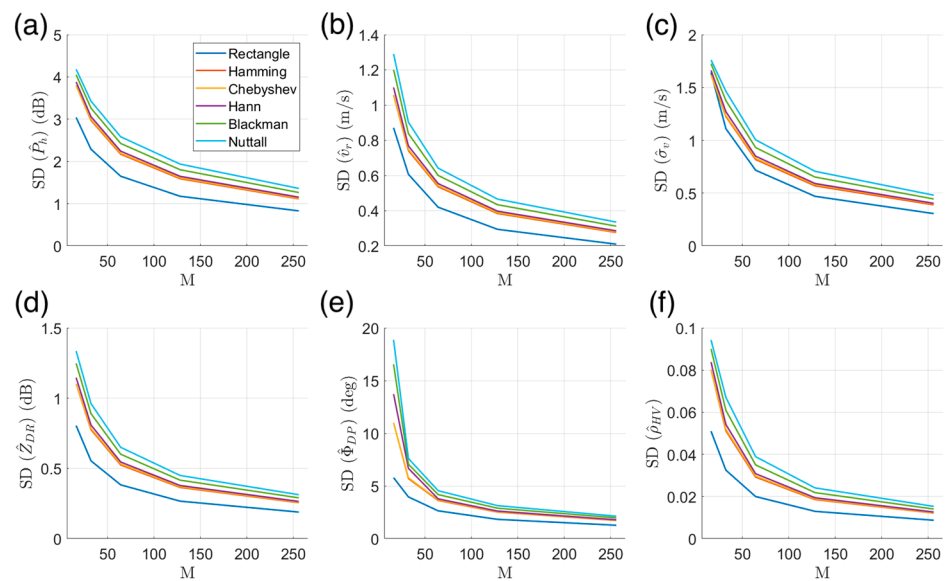 (a)
SD (P̂h) (dB)
5
4
3
2
1
0
50 100 150 200 250
M
Rectangle
Hamming
Chebyshev
Hann
Blackman
Nuttall
(b)
SD (v̂r) (m/s)
1.4
1.2
1
0.8
0.6
0.4
0.2
50 100 150 200 250
M
(c)
SD (σ̂v) (m/s)
2
1.5
1
0.5
0
50 100 150 200 250
M
(d)
SD (ẐDR) (dB)
1.5
1
0.5
0
50 100 150 200 250
M
(e)
SD (Φ̂DP) (deg)
20
15
10
5
0
50 100 150 200 250
M
(f)
SD (ρ̂HV)
0.1
0.08
0.06
0.04
0.02
0
50 100 150 200 250
M